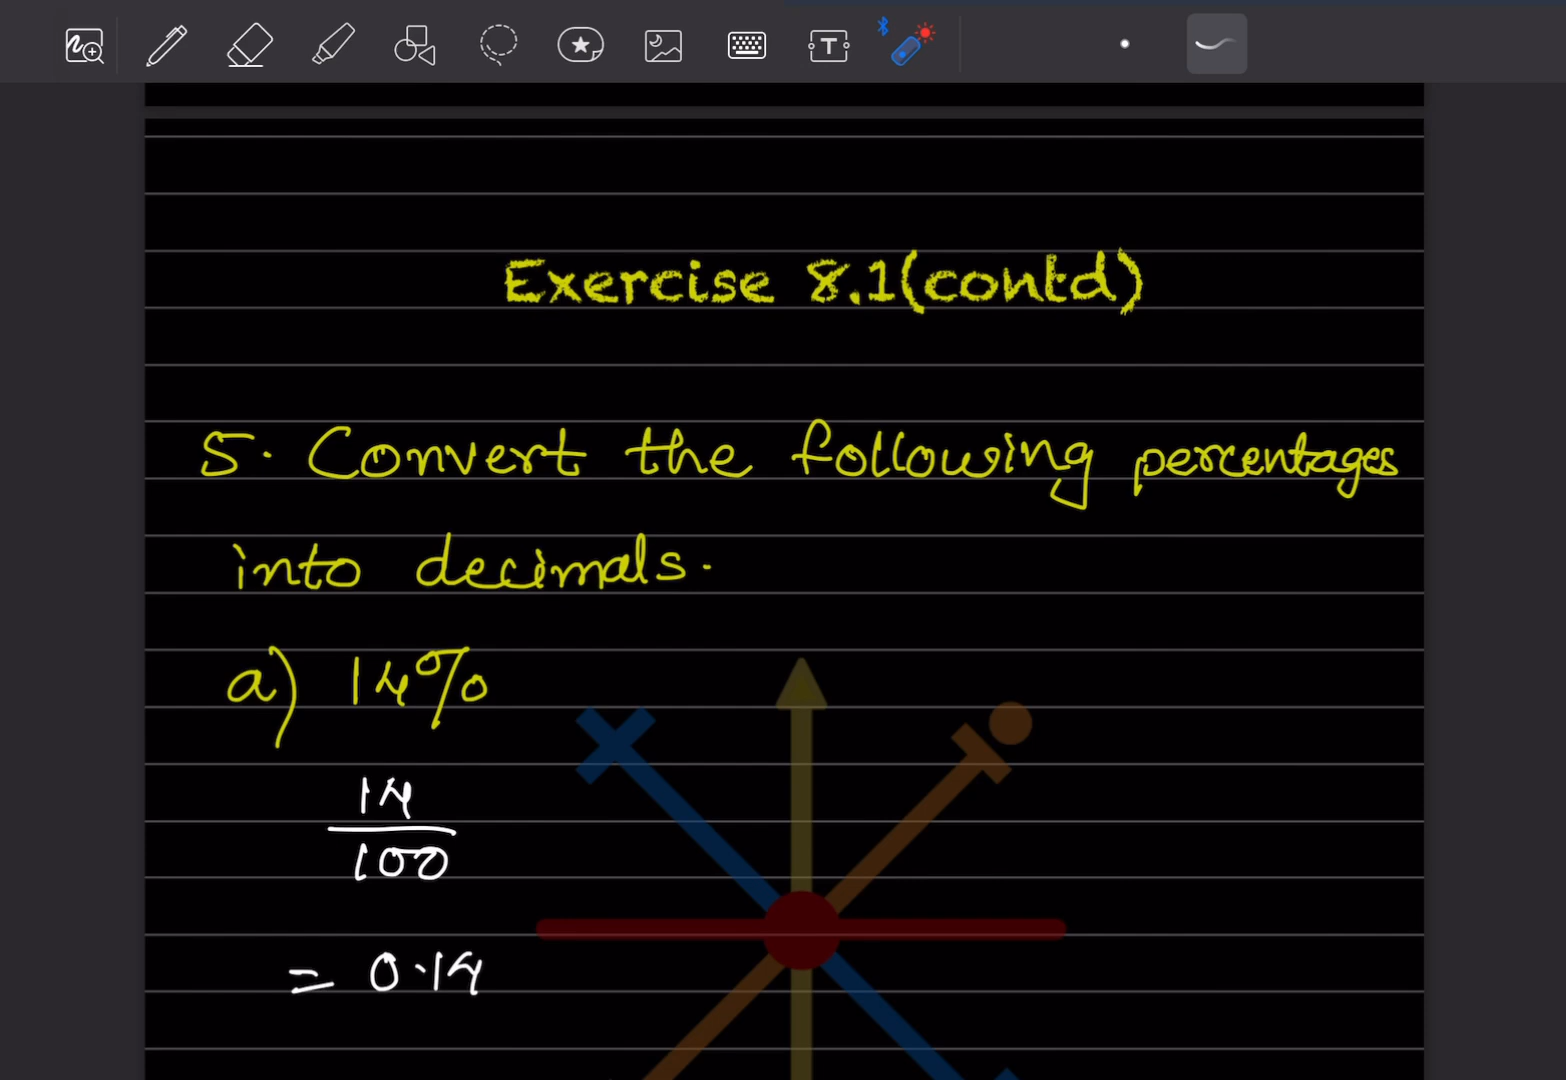 Exercise 8.1(contd)
5. Convert the following percentages
into decimals.
a) 14%
14
100
= 0.14